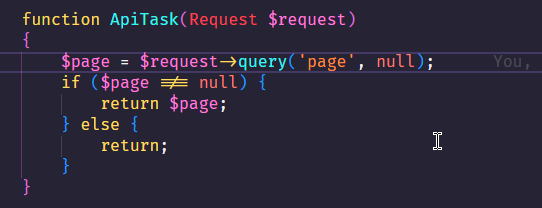 function ApiTask(Request $request)
{
    $page = $request->query('page', null);     You,
    if ($page !== null) {
        return $page;
    } else {
        return;
    }
}